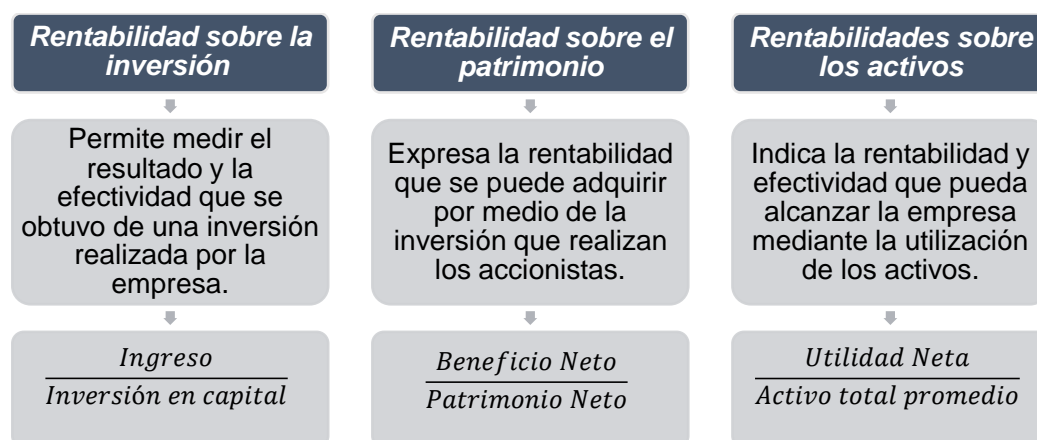 Rentabilidad sobre la
inversión
Permite medir el
resultado y la
efectividad que se
obtuvo de una inversión
realizada por la
empresa.
Ingreso
Inversión en capital
Rentabilidad sobre el
patrimonio
Expresa la rentabilidad
que se puede adquirir
por medio de la
inversión que realizan
los accionistas.
Beneficio Neto
Patrimonio Neto
Rentabilidades sobre
los activos
Indica la rentabilidad y
efectividad que pueda
alcanzar la empresa
mediante la utilización
de los activos.
Utilidad Neta
Activo total promedio